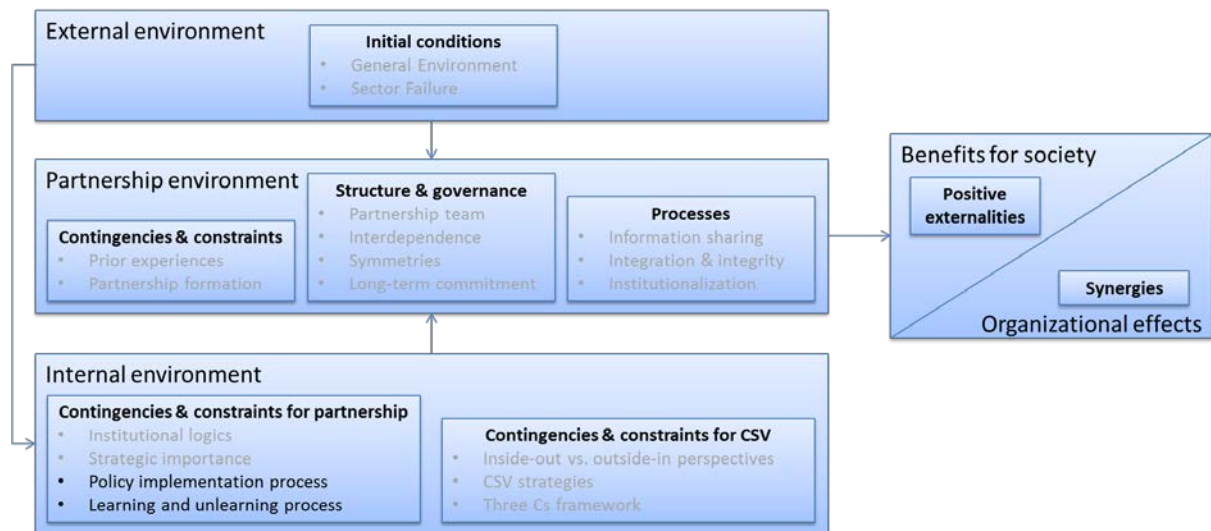 External environment
Initial conditions
• General Environment
• Sector Failure
Partnership environment
Contingencies & constraints
• Prior experiences
• Partnership formation
Structure & governance
• Partnership team
• Interdependence
• Symmetries
• Long-term commitment
Processes
• Information sharing
• Integration & integrity
• Institutionalization
Benefits for society
Positive
externalities
Synergies
Organizational effects
Internal environment
Contingencies & constraints for partnership
• Institutional logics
• Strategic importance
• Policy implementation process
• Learning and unlearning process
Contingencies & constraints for CSV
• Inside-out vs. outside-in perspectives
• CSV strategies
• Three Cs framework